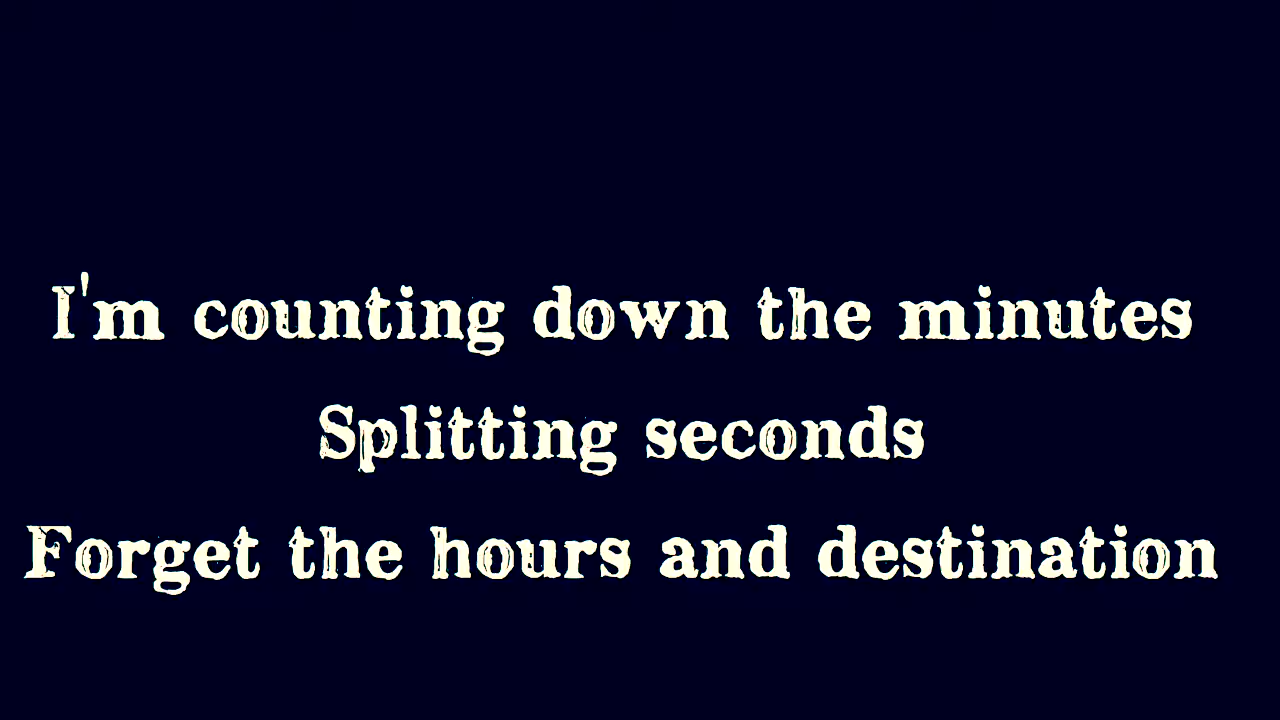 I'm counting down the minutes
Splitting seconds
Forget the hours and destination